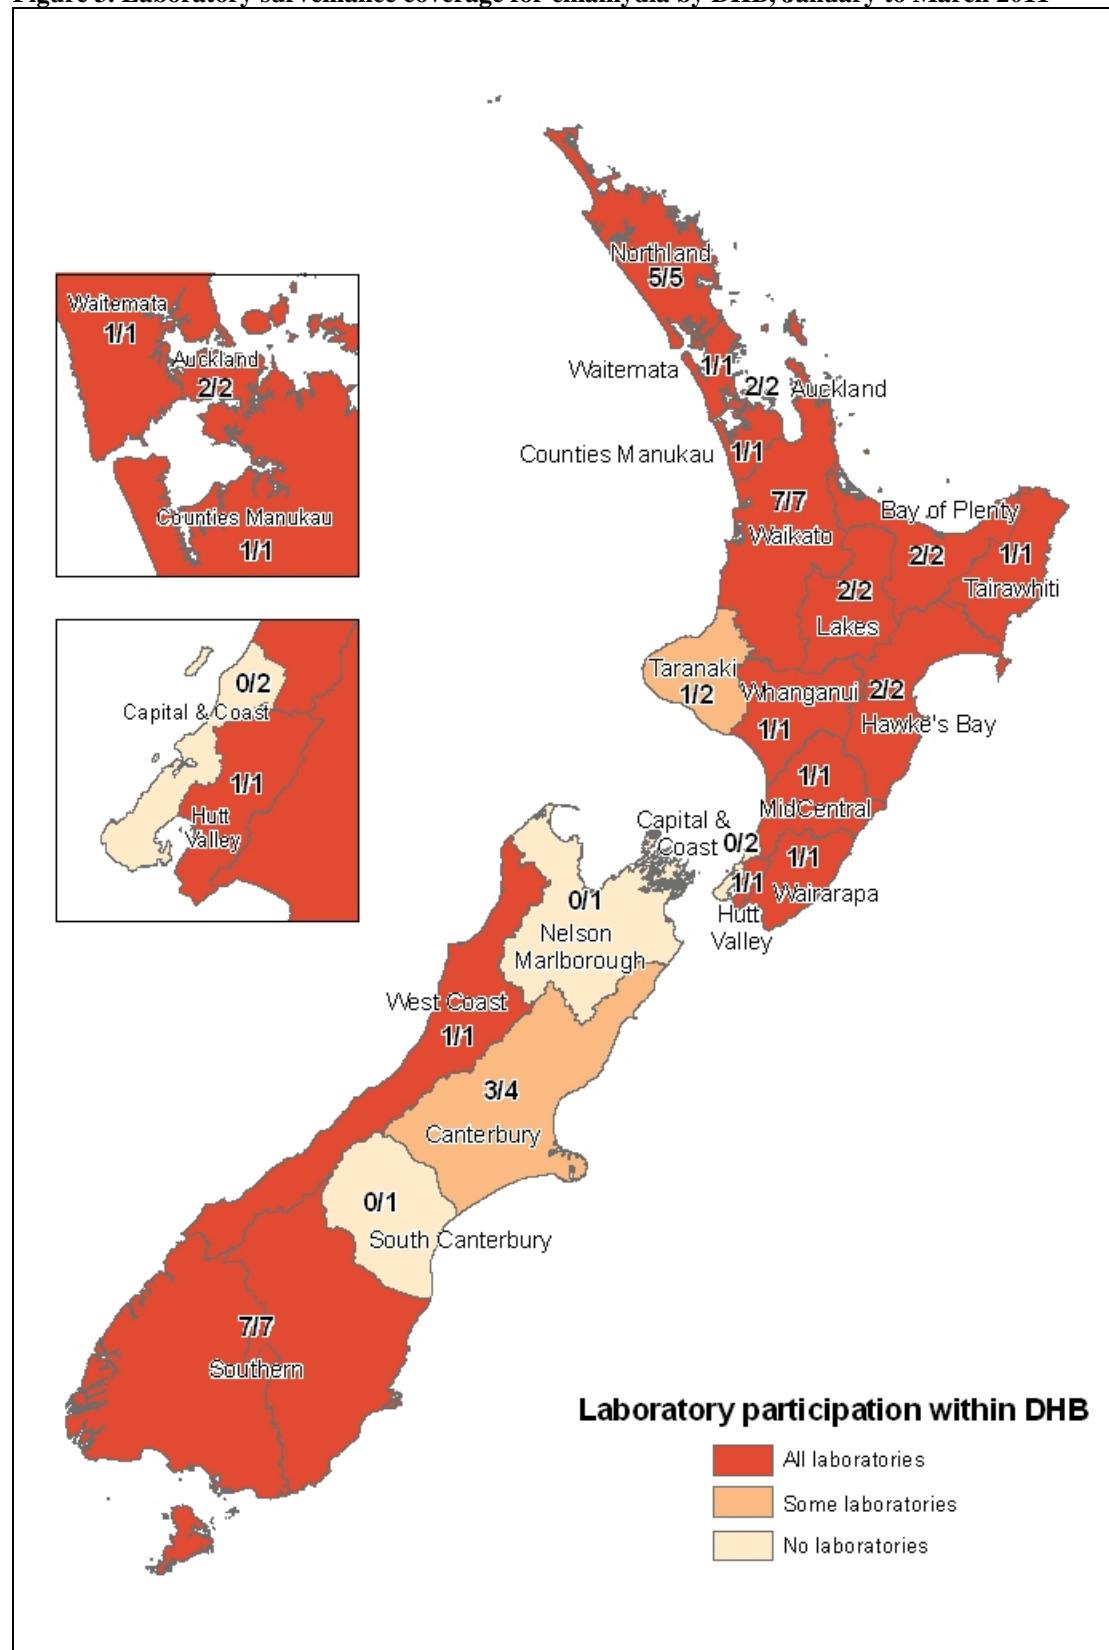 Figure 3. Laboratory surveillance coverage for chlamydia by DHB, January to March 2011
Northland
5/5
Waitemata
1/1
2/2 Auckland
Counties Manukau
1/1
7/7
Waikato
Bay of Plenty
2/2
1/1
Tairawhiti
2/2
Lakes
Taranaki
1/2
Whanganui
1/1
2/2
Hawke's Bay
1/1
MidCentral
Capital &
Coast 0/2
1/1
Wairarapa
1/1
Hutt
Valley
0/1
Nelson
Marlborough
West Coast
1/1
3/4
Canterbury
0/1
South Canterbury
7/7
Southern
Waitemata
1/1
Auckland
2/2
Counties Manukau
1/1
0/2
Capital & Coast
1/1
Hutt
Valley
Laboratory participation within DHB
All laboratories
Some laboratories
No laboratories